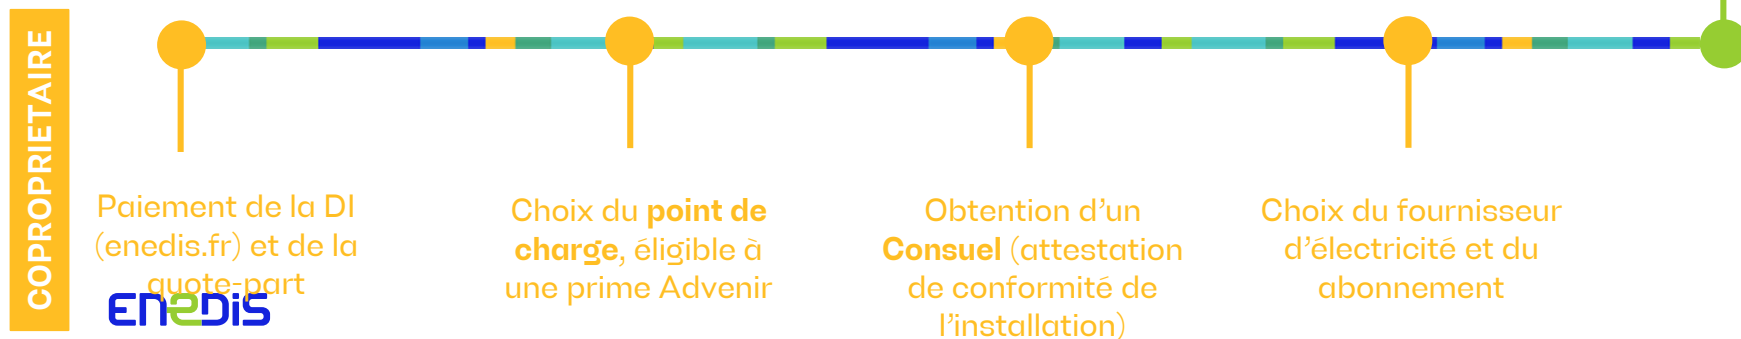 COPROPRIETAIRE
Paiement de la DI
(enedis.fr) et de la
quote-part
ENEDIS
Choix du point de
charge, éligible à
une prime Advenir
Obtention d’un
Consuel (attestation
de conformité de
l’installation)
Choix du fournisseur
d’électricité et du
abonnement